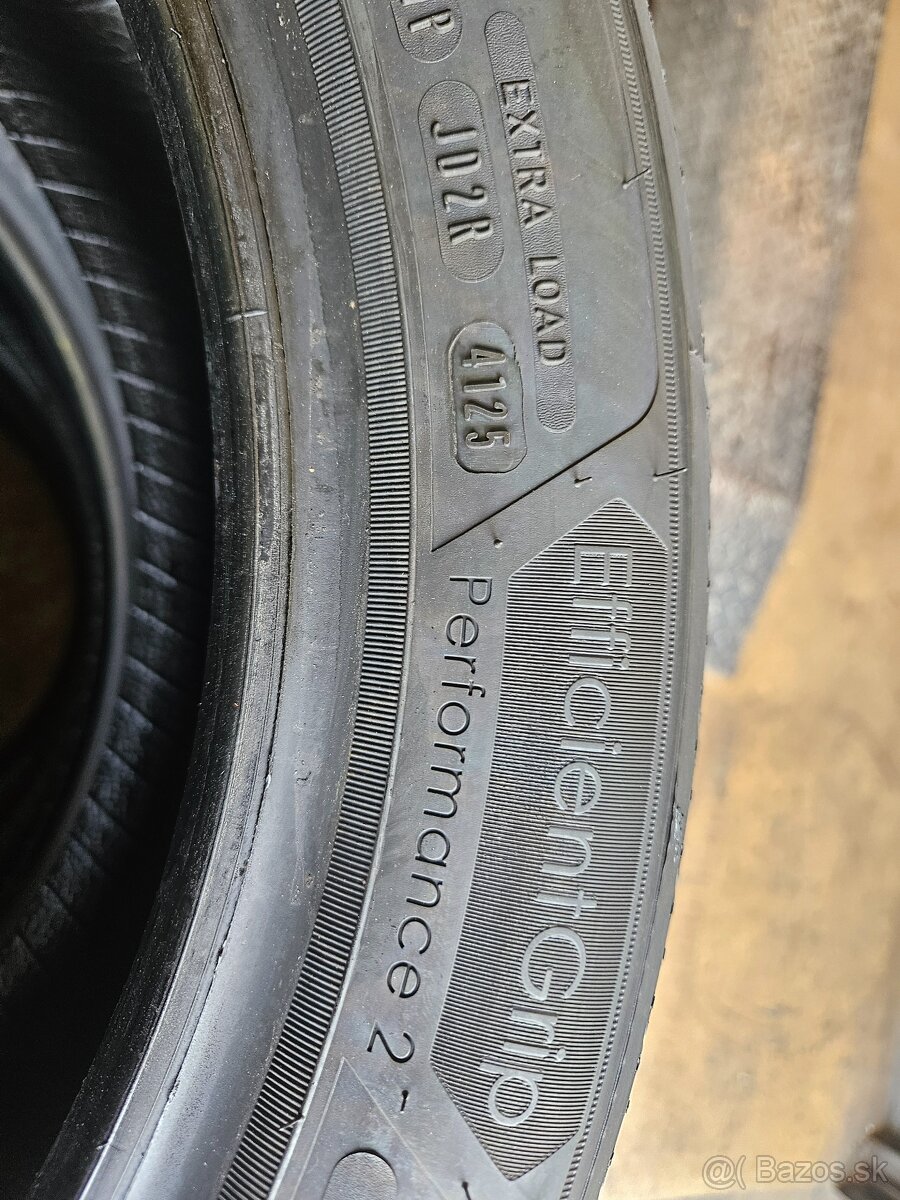 EXTRA LOAD
JD2R
4125
EfficientGrip
Performance 2
@( Bazos.sk